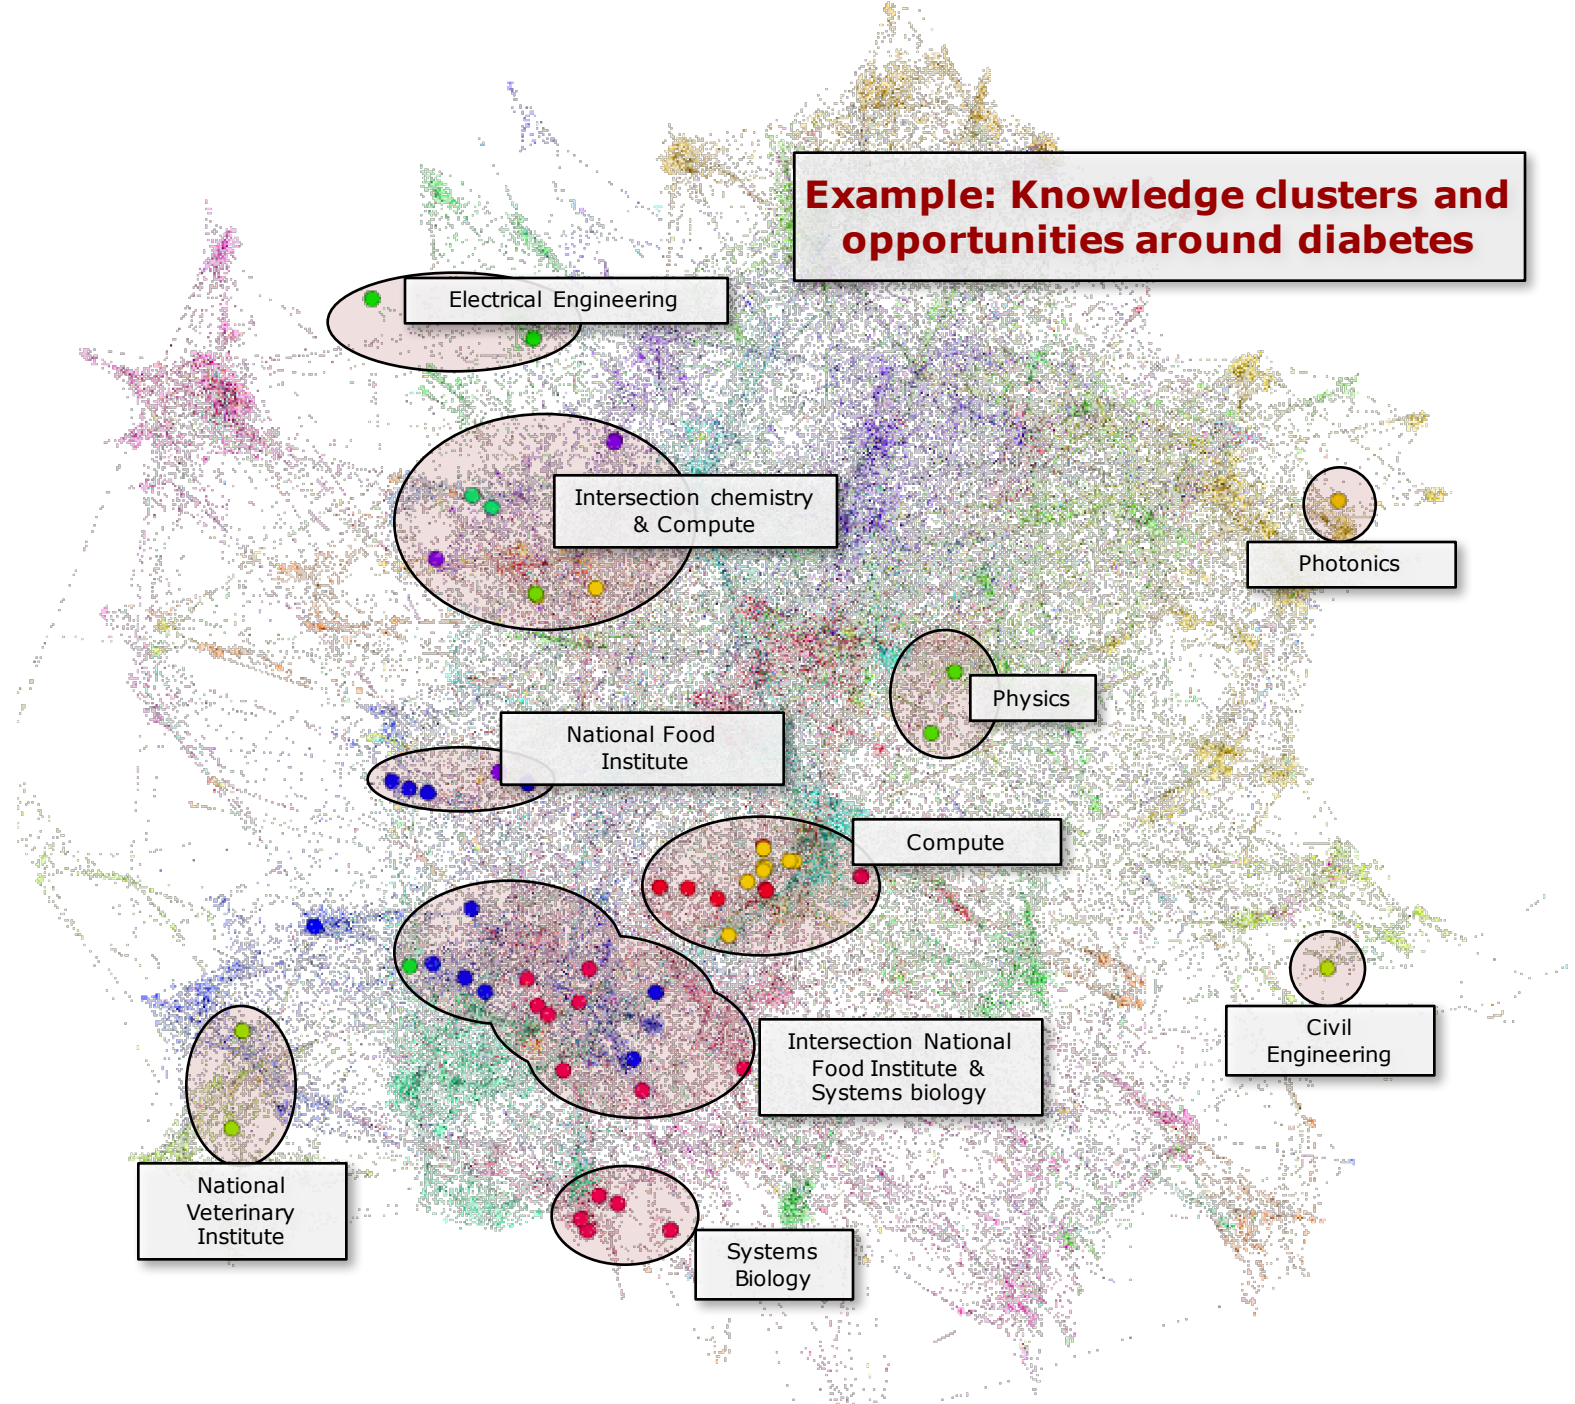 Example: Knowledge clusters and
opportunities around diabetes
Electrical Engineering
Intersection chemistry
& Compute
Photonics
Physics
National Food
Institute
Compute
Civil
Engineering
Intersection National
Food Institute &
Systems biology
National
Veterinary
Institute
Systems
Biology